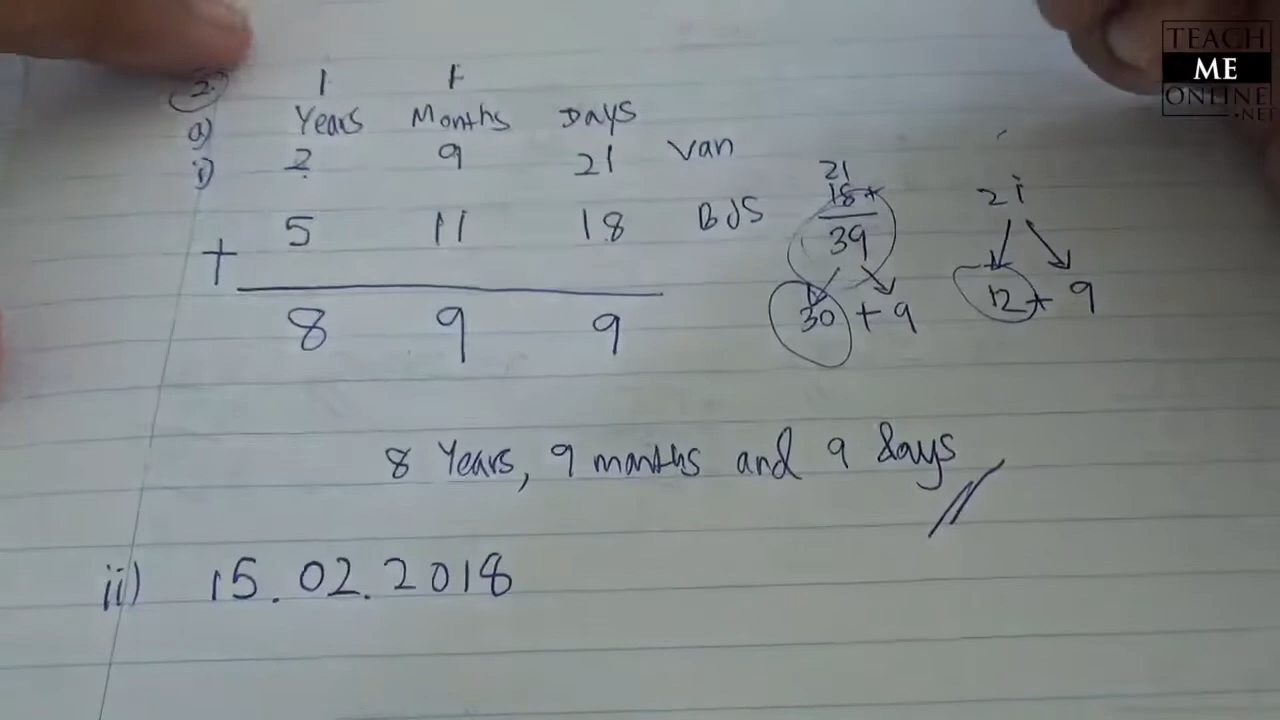 TEACH
ME
ONLINE
.NET
2.
1 1
a) Years Months Days
i) 2 9 21 Van
+ 5 11 18 BJS
8 9 9
21
18+
39
30 + 9
21
12 + 9
8 Years, 9 months and 9 days
ii) 15.02.2018